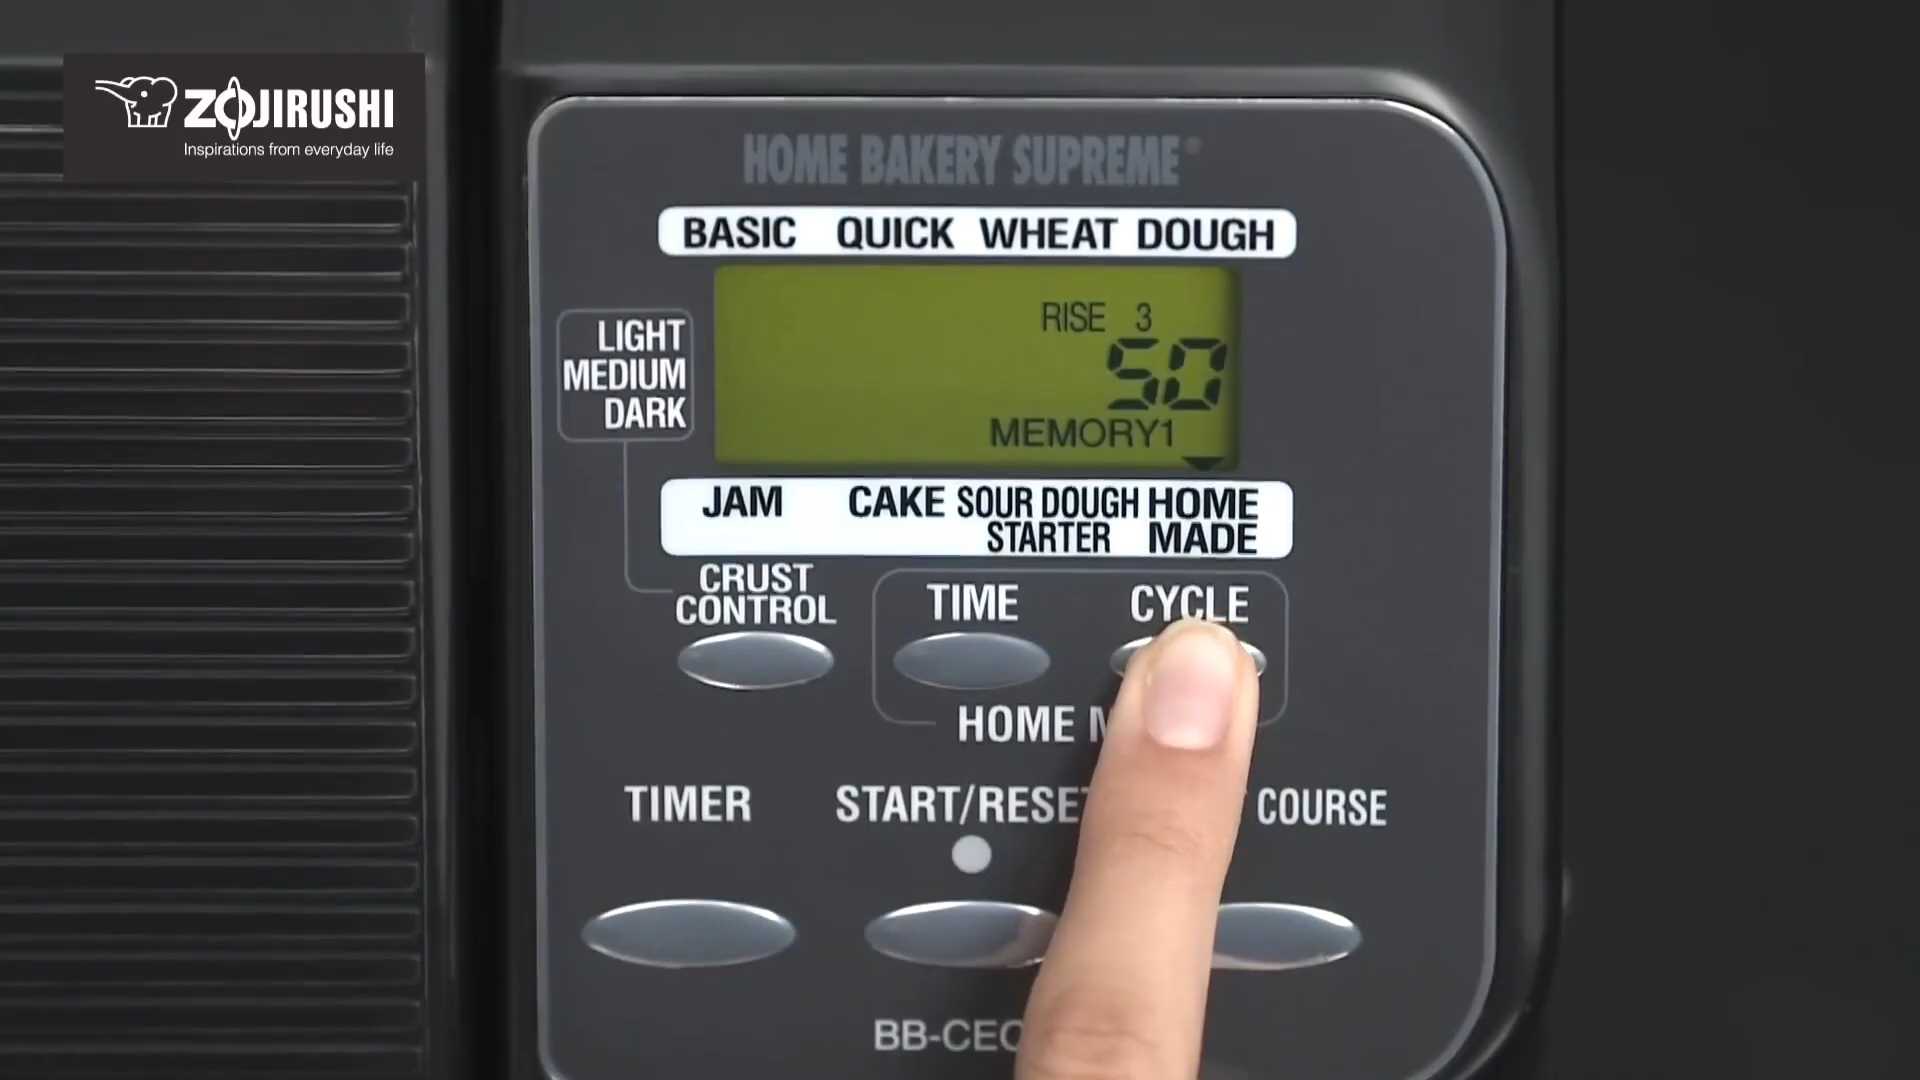 ZOJIRUSHI
Inspirations from everyday life
HOME BAKERY SUPREME®
BASIC QUICK WHEAT DOUGH
LIGHT
MEDIUM
DARK
RISE 3
50
MEMORY1
JAM CAKE SOUR DOUGH STARTER HOME MADE
CRUST CONTROL
TIME
CYCLE
HOME
TIMER
START/RESE
COURSE
BB-CEC